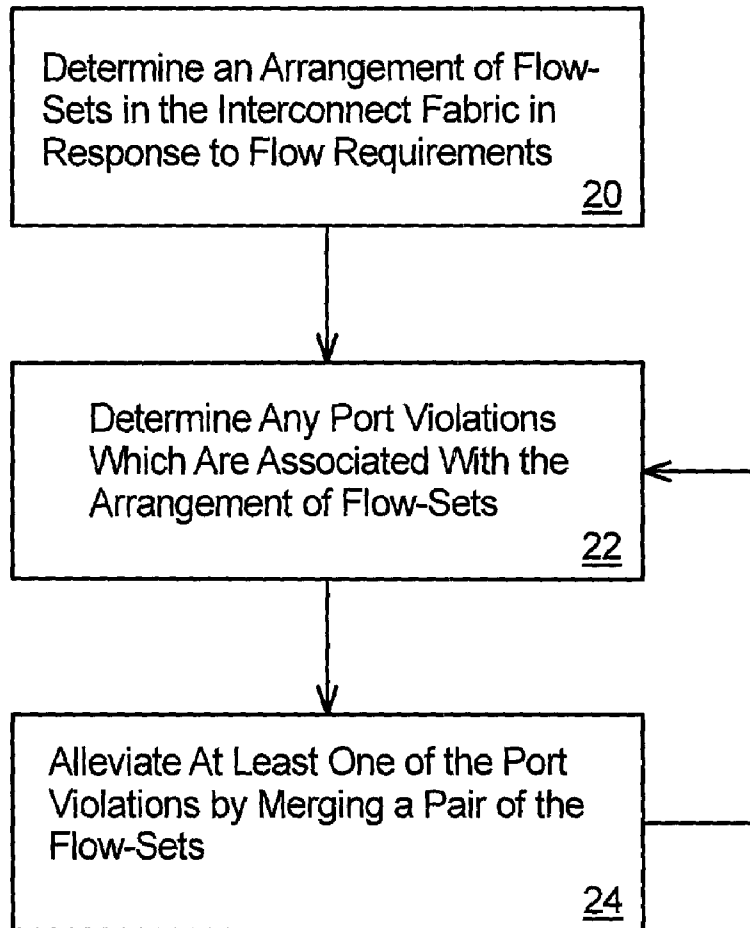 Determine an Arrangement of Flow-
Sets in the Interconnect Fabric in
Response to Flow Requirements
20
Determine Any Port Violations
Which Are Associated With the
Arrangement of Flow-Sets
22
Alleviate At Least One of the Port
Violations by Merging a Pair of the
Flow-Sets
24